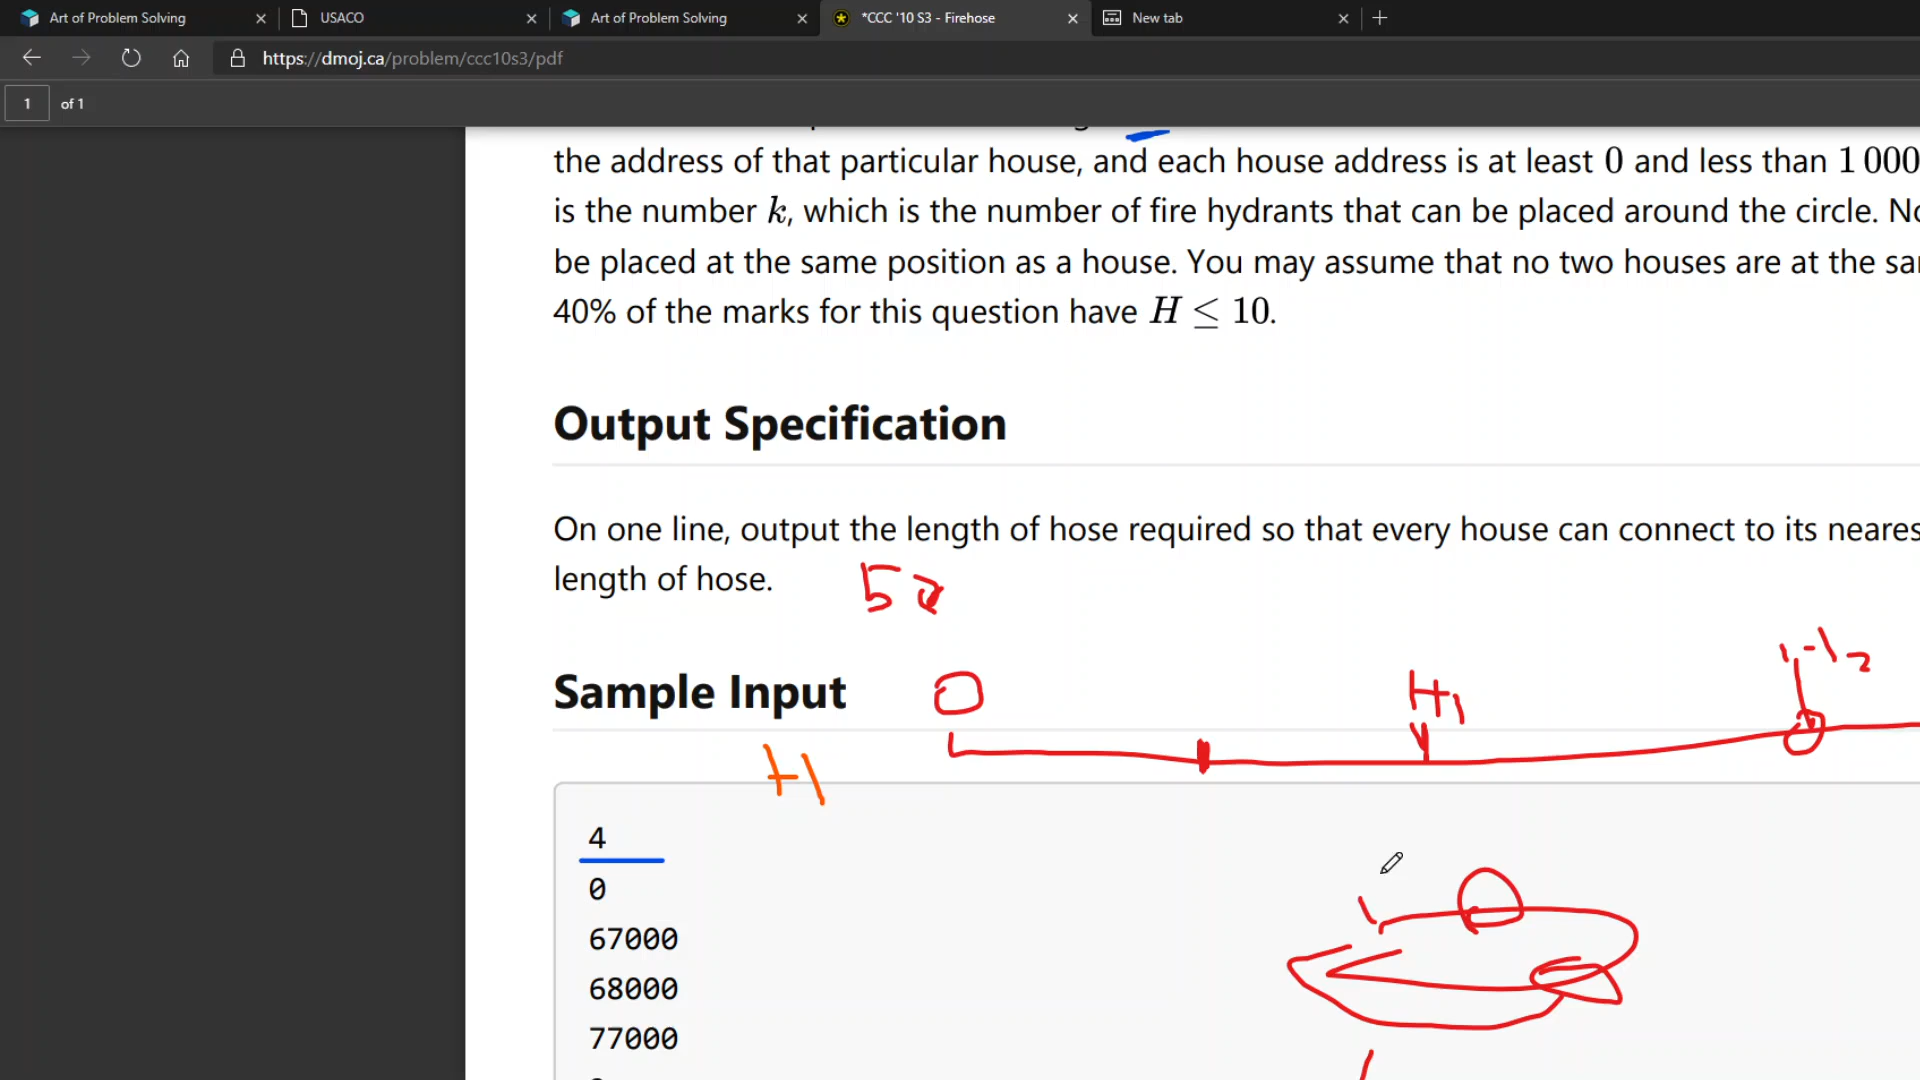 Art of Problem Solving
USACO
Art of Problem Solving
*CCC '10 S3 - Firehose
New tab
https://dmoj.ca/problem/ccc10s3/pdf
1 of 1
the address of that particular house, and each house address is at least 0 and less than 1 000
is the number k, which is the number of fire hydrants that can be placed around the circle.
be placed at the same position as a house. You may assume that no two houses are at the
40% of the marks for this question have H ≤ 10.
Output Specification
On one line, output the length of hose required so that every house can connect to its
length of hose.
Sample Input
0
H1
H2
H
4
0
67000
68000
77000